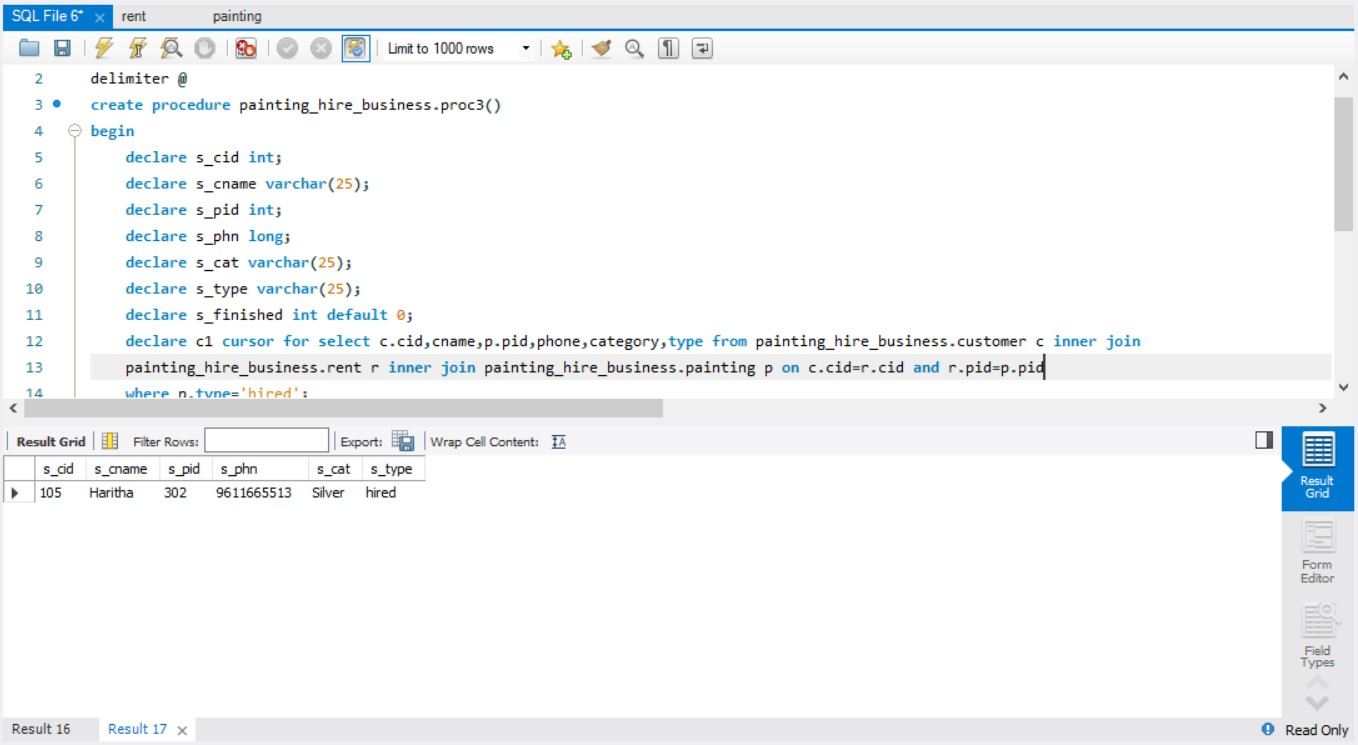 SQL File 6* rent painting
Limit to 1000 rows
2 delimiter @
3 create procedure painting_hire_business.proc3()
4 begin
5 declare s_cid int;
6 declare s_cname varchar(25);
7 declare s_pid int;
8 declare s_phn long;
9 declare s_cat varchar(25);
10 declare s_type varchar(25);
11 declare s_finished int default 0;
12 declare c1 cursor for select c.cid,cname,p.pid,phone,category,type from painting_hire_business.customer c inner join
13 painting_hire_business.rent r inner join painting_hire_business.painting p on c.cid=r.cid and r.pid=p.pid
14 where p.type='hired';
Result Grid Filter Rows: Export: Wrap Cell Content:
s_cid s_cname s_pid s_phn s_cat s_type
105 Haritha 302 9611665513 Silver hired
Result
Grid
Form
Editor
Field
Types
Result 16 Result 17 Read Only